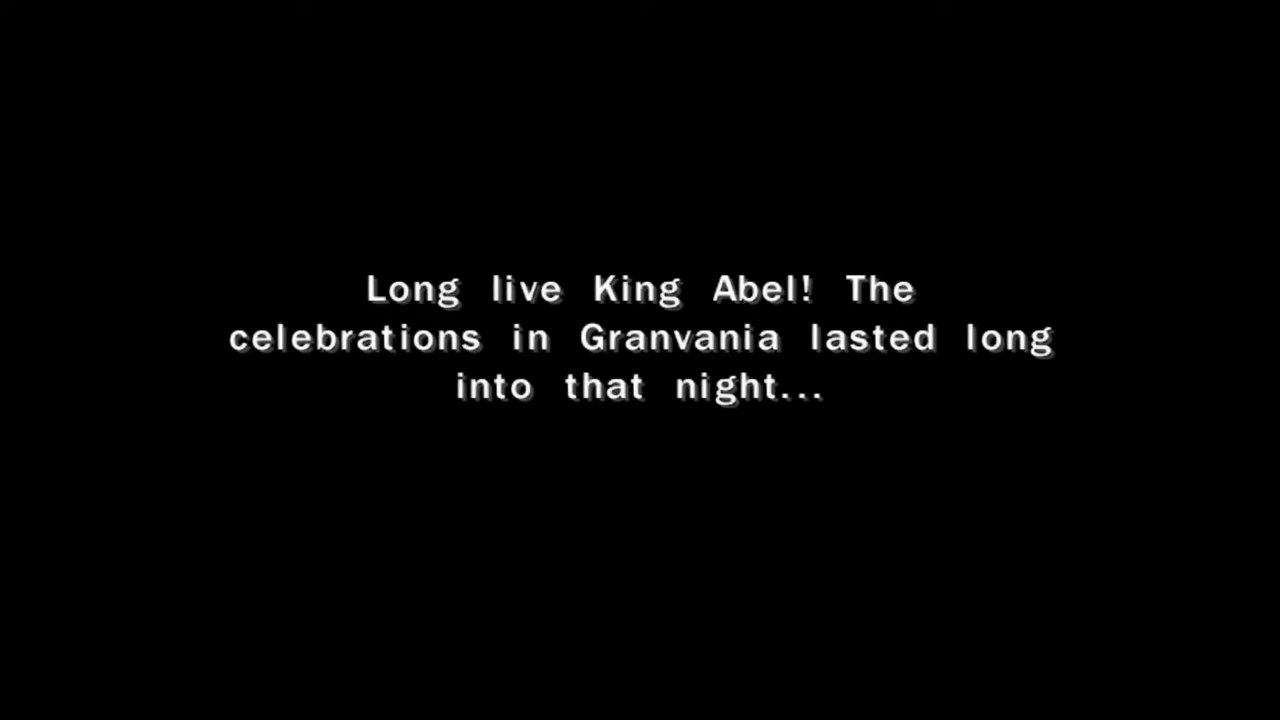 Long live King Abel! The
celebrations in Granvania lasted long
into that night...